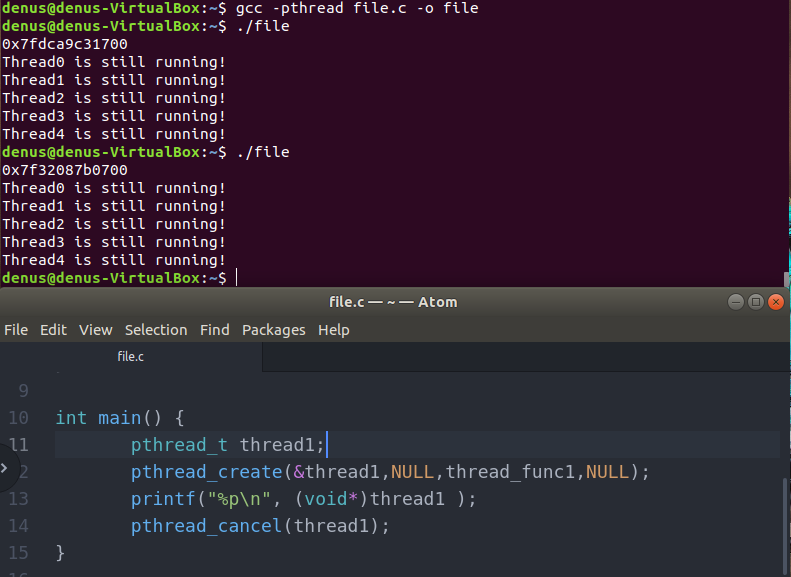 denus@denus-VirtualBox:~$ gcc -pthread file.c -o file
denus@denus-VirtualBox:~$ ./file
0x7fdca9c31700
Thread0 is still running!
Thread1 is still running!
Thread2 is still running!
Thread3 is still running!
Thread4 is still running!
denus@denus-VirtualBox:~$ ./file
0x7f32087b0700
Thread0 is still running!
Thread1 is still running!
Thread2 is still running!
Thread3 is still running!
Thread4 is still running!
denus@denus-VirtualBox:~$
file.c — ~ — Atom
File Edit View Selection Find Packages Help
file.c
9
10 int main() {
11 pthread_t thread1;
2 pthread_create(&thread1,NULL,thread_func1,NULL);
13 printf("%p\n", (void*)thread1 );
14 pthread_cancel(thread1);
15 }
16